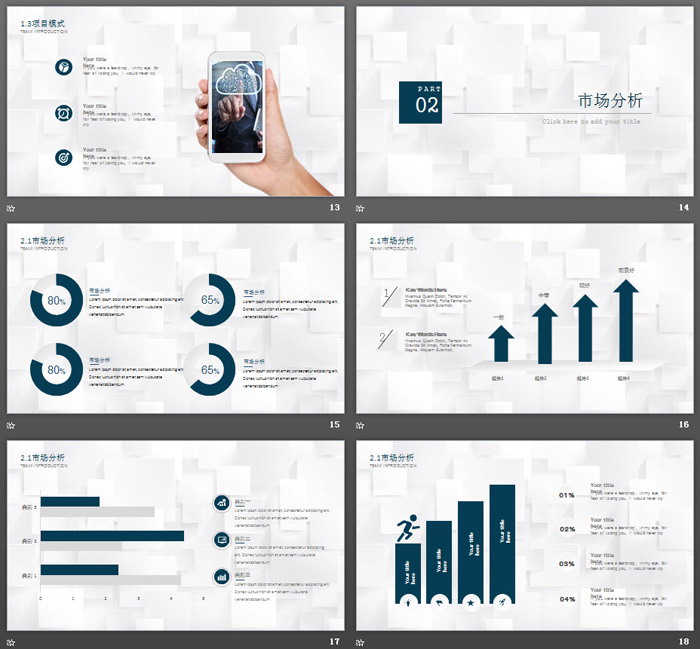 1.3项目模式
TEAM INTRODUCTION
Your title
here
If you were a teardrop , in my eye, for
fear of losing you, I would never cry
Your title
here
If you were a teardrop , in my eye, for
fear of losing you, I would never cry
Your title
here
If you were a teardrop , in my eye, for
fear of losing you, I would never cry
13
PART
02
市场分析
Click here to add your title
14
2.1市场分析
TEAM INTRODUCTION
80%
市场分析
Lorem ipsum dolor sit amet, consectetur adipiscing elit.
Donec luctus nibh sit amet sem vulputate
venenatis bibendum
65%
市场分析
Lorem ipsum dolor sit amet, consectetur adipiscing elit.
Donec luctus nibh sit amet sem vulputate
venenatis bibendum
80%
市场分析
Lorem ipsum dolor sit amet, consectetur adipiscing elit.
Donec luctus nibh sit amet sem vulputate
venenatis bibendum
65%
市场分析
Lorem ipsum dolor sit amet, consectetur adipiscing elit.
Donec luctus nibh sit amet sem vulputate
venenatis bibendum
15
2.1市场分析
TEAM INTRODUCTION
1
Key Words Here
Vivamus Quam Dolor, Tempor Ac
Gravida Sit Amet, Porta Fermentum
Magna. Aliquam Euismod.
2
Key Words Here
Vivamus Quam Dolor, Tempor Ac
Gravida Sit Amet, Porta Fermentum
Magna. Aliquam Euismod.
一般
中等
较好
16
2.1市场分析
TEAM INTRODUCTION
类别 3
类别 2
类别 1
0 1 2 3 4 5
类别一
Lorem ipsum dolor sit amet, consectetur adipiscing elit.
Donec luctus nibh sit amet sem vulputate
venenatis bibendum
类别二
Lorem ipsum dolor sit amet, consectetur adipiscing elit.
Donec luctus nibh sit amet sem vulputate
venenatis bibendum
类别三
Lorem ipsum dolor sit amet, consectetur adipiscing elit.
Donec luctus nibh sit amet sem vulputate
venenatis bibendum
17
2.1市场分析
TEAM INTRODUCTION
Your title
here
Your title
here
Your title
here
Your title
here
01%
Your title
here
If you were a teardrop , in my eye, for
fear of losing you, I would never cry
02%
Your title
here
If you were a teardrop , in my eye, for
fear of losing you, I would never cry
03%
Your title
here
If you were a teardrop , in my eye, for
fear of losing you, I would never cry
04%
Your title
here
If you were a teardrop , in my eye, for
fear of losing you, I would never cry
18